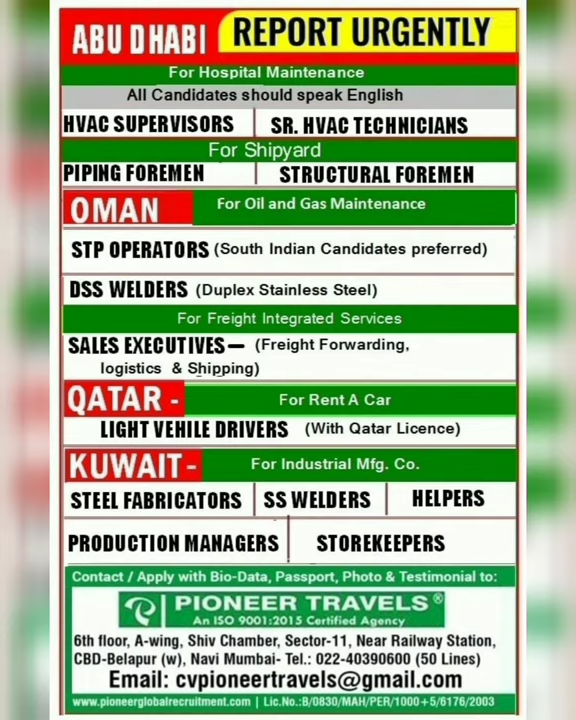 ABU DHABI REPORT URGENTLY
For Hospital Maintenance
All Candidates should speak English
HVAC SUPERVISORS SR. HVAC TECHNICIANS
For Shipyard
PIPING FOREMEN STRUCTURAL FOREMEN
OMAN For Oil and Gas Maintenance
STP OPERATORS (South Indian Candidates preferred)
DSS WELDERS (Duplex Stainless Steel)
For Freight Integrated Services
SALES EXECUTIVES— (Freight Forwarding,
logistics & Shipping)
QATAR - For Rent A Car
LIGHT VEHILE DRIVERS (With Qatar Licence)
KUWAIT- For Industrial Mfg. Co.
STEEL FABRICATORS SS WELDERS HELPERS
PRODUCTION MANAGERS STOREKEEPERS
Contact / Apply with Bio-Data, Passport, Photo & Testimonial to:
PIONEER TRAVELS ®
An ISO 9001:2015 Certified Agency
6th floor, A-wing, Shiv Chamber, Sector-11, Near Railway Station,
CBD-Belapur (w), Navi Mumbai- Tel.: 022-40390600 (50 Lines)
Email: cvpioneertravels@gmail.com
www.pioneerglobalrecruitment.com | Lic.No.:B/0830/MAH/PER/1000+5/6176/2003